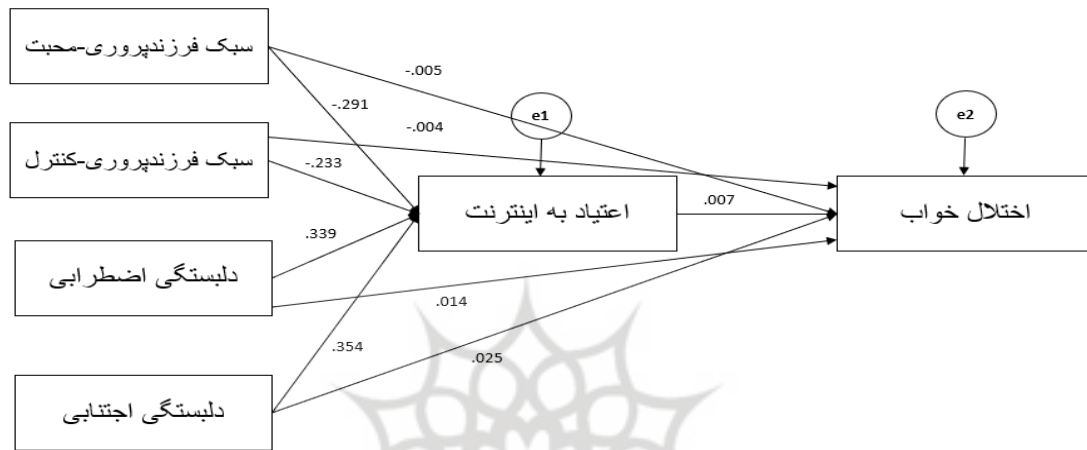 سبک فرزندپروری-محبت
-.005
-.291
e1
e2
-.004
سبک فرزندپروری-کنترل
-.233
اعتیاد به اینترنت
.007
اختلال خواب
.339
دلبستگی اضطرابی
.014
.354
.025
دلبستگی اجتنابی